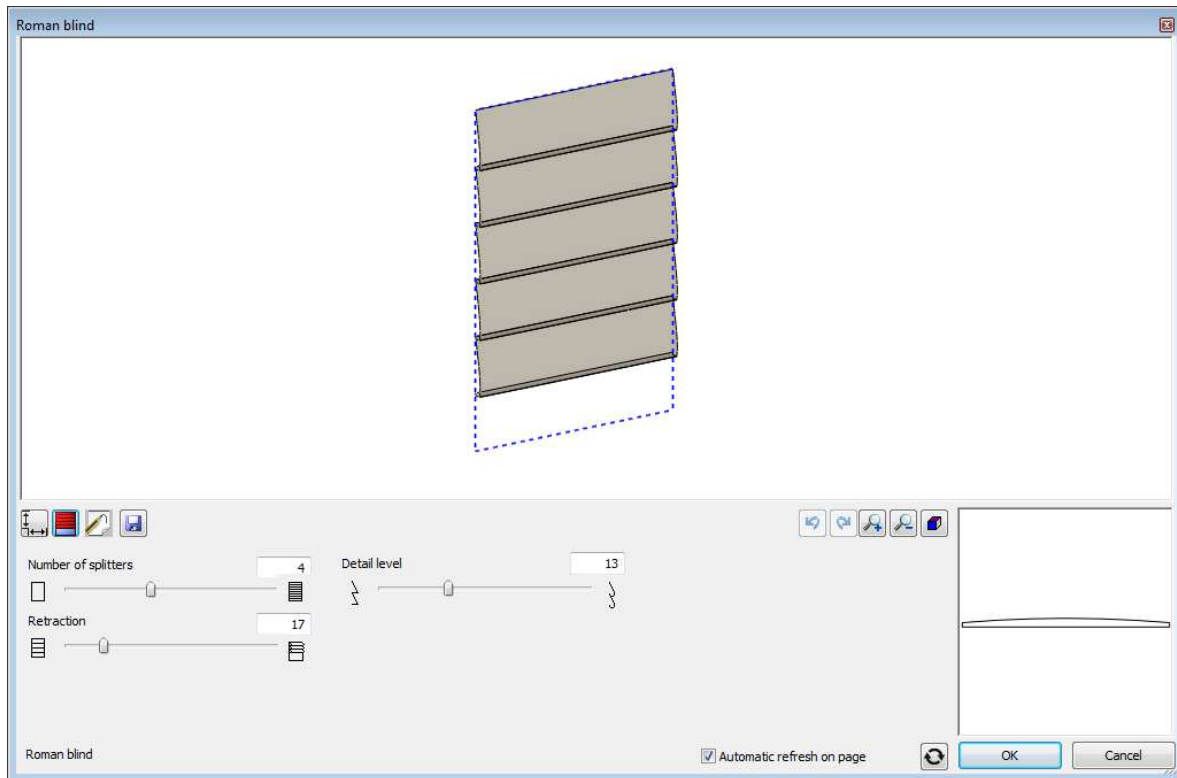 Roman blind
Number of splitters
4
Detail level
13
Retraction
17
Roman blind
Automatic refresh on page
OK
Cancel